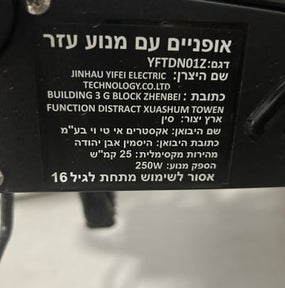 אופניים עם מנוע עזר
דגם:YFTDN01Z
שם היצרן: JINHAU YIFEI ELECTRIC
TECHNOLOGY.CO.LTD
כתובת: BUILDING 3 G BLOCK ZHENBEI
FUNCTION DISTRACT XUASHUM TOWEN
ארץ יצור: סין
שם היבואן: אקסטרים אי טי וי בע"מ
כתובת היבואן: היסמין אבן יהודה
מהירות מקסימלית: 25 קמ"ש
הספק מנוע: 250W
אסור לשימוש מתחת לגיל 16